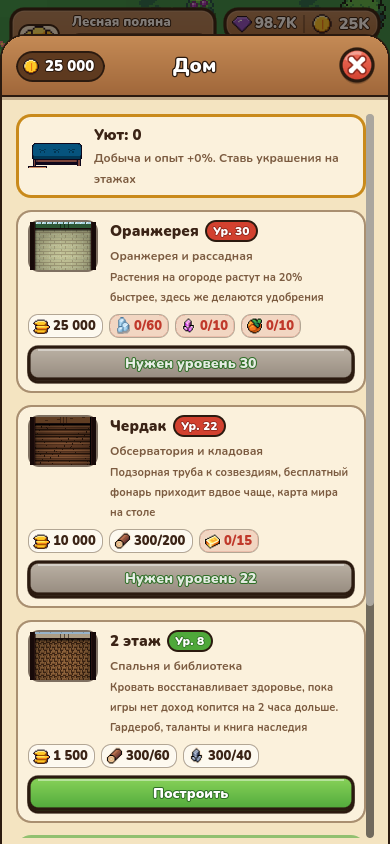 Лесная поляна
98.7K
25K
25 000
Дом
Уют: 0
Добыча и опыт +0%. Ставь украшения на
этажах
Оранжерея Ур. 30
Оранжерея и рассадная
Растения на огороде растут на 20%
быстрее, здесь же делаются удобрения
25 000 0/60 0/10 0/10
Нужен уровень 30
Чердак Ур. 22
Обсерватория и кладовая
Подзорная труба к созвездиям, бесплатный
фонарь приходит вдвое чаще, карта мира
на столе
10 000 300/200 0/15
Нужен уровень 22
2 этаж Ур. 8
Спальня и библиотека
Кровать восстанавливает здоровье, пока
игры нет доход копится на 2 часа дольше.
Гардероб, таланты и книга наследия
1 500 300/60 300/40
Построить